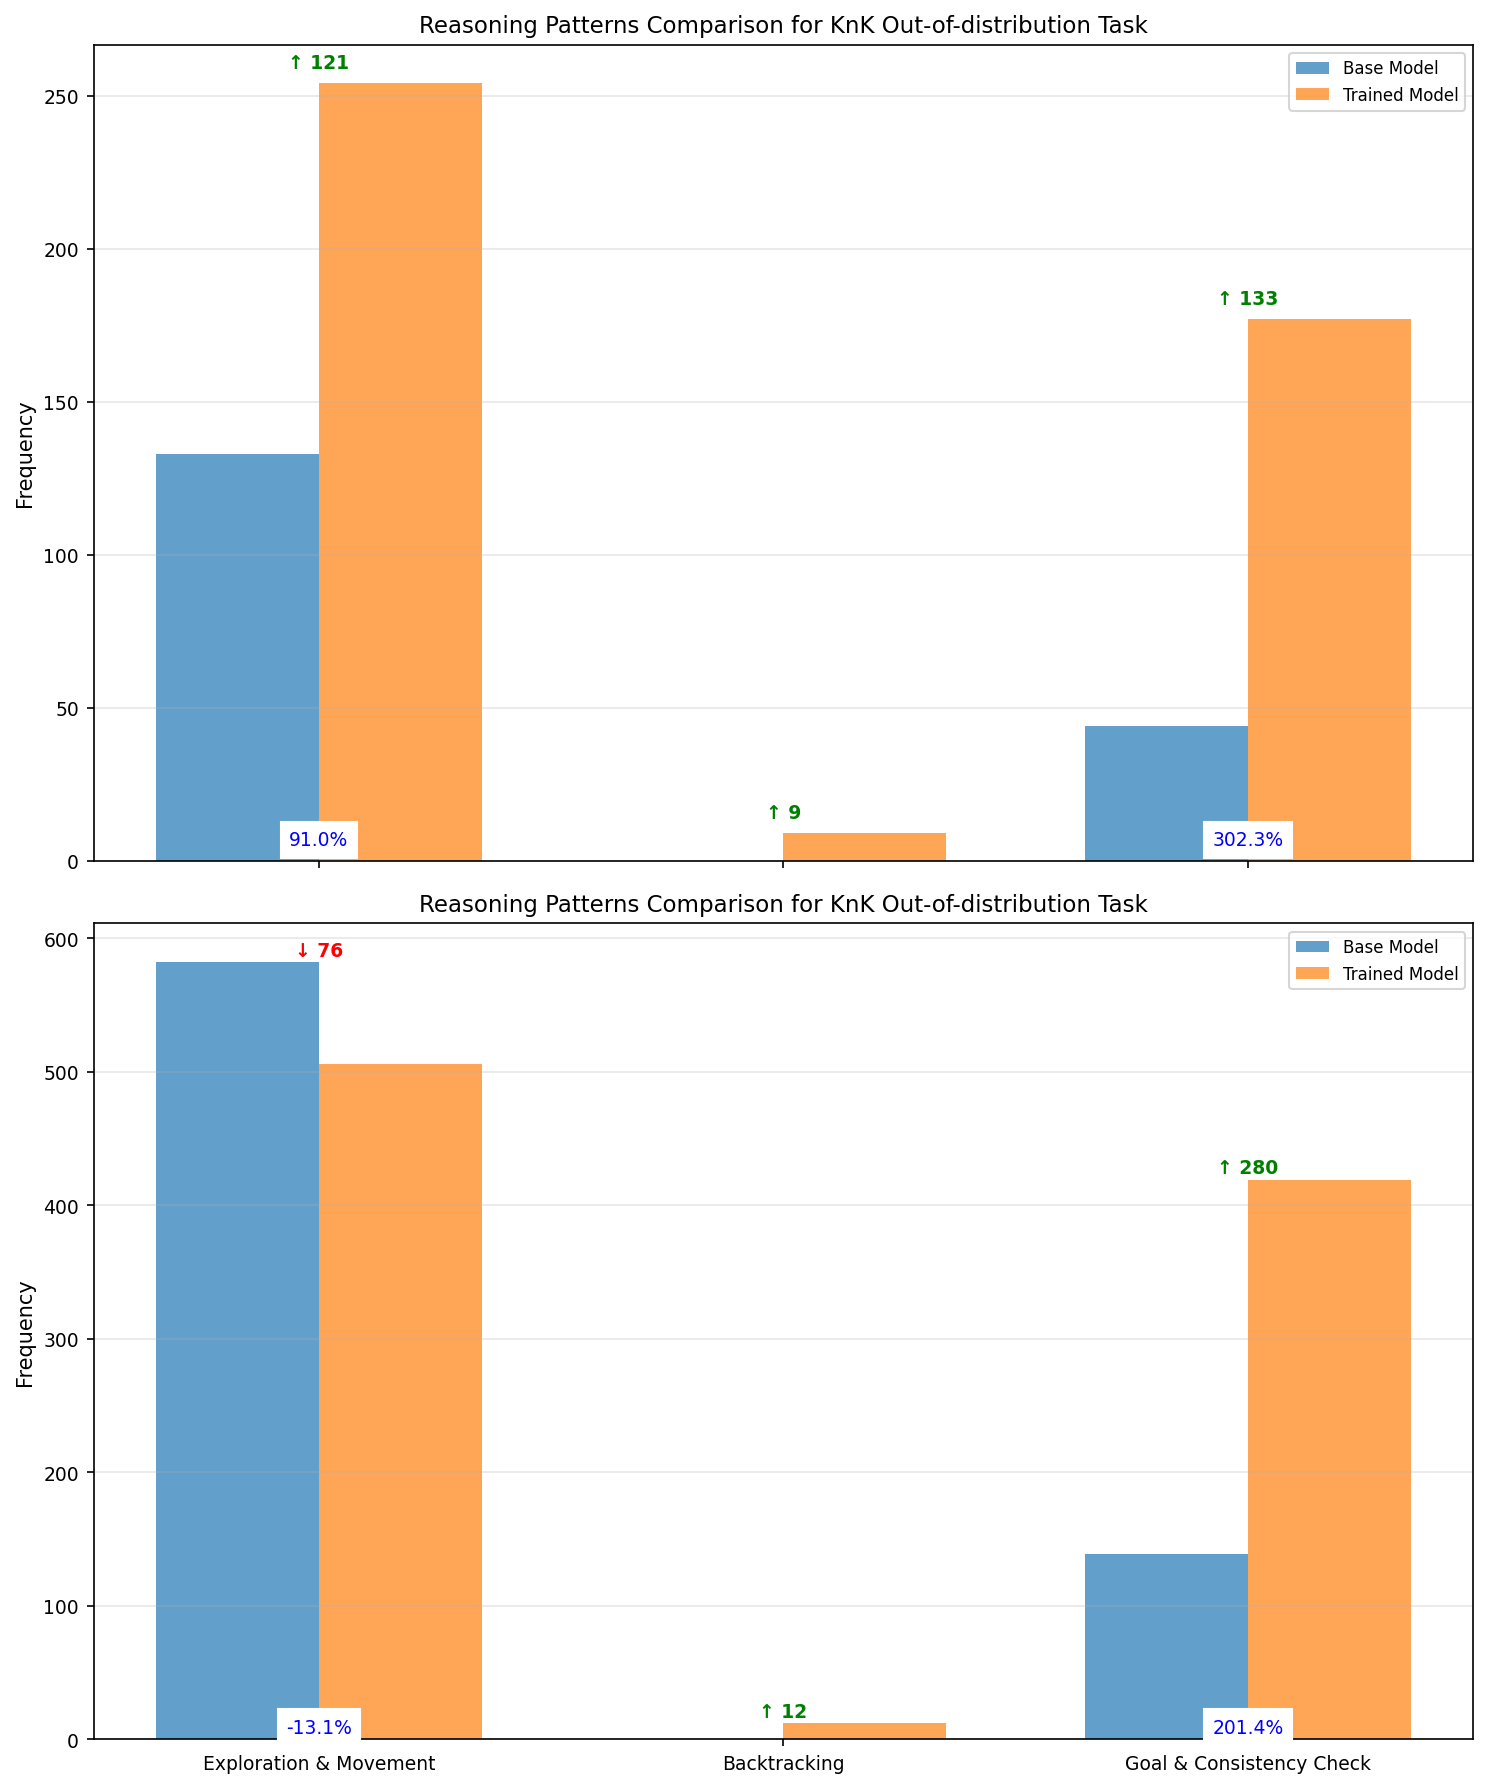 Reasoning Patterns Comparison for KnK Out-of-distribution Task
↑ 121
Base Model
Trained Model
250
200
↑ 133
150
Frequency
100
50
↑ 9
91.0%
302.3%
0
Reasoning Patterns Comparison for KnK Out-of-distribution Task
600
↓ 76
Base Model
Trained Model
500
↑ 280
400
Frequency
300
200
100
↑ 12
-13.1%
201.4%
0
Exploration & Movement
Backtracking
Goal & Consistency Check